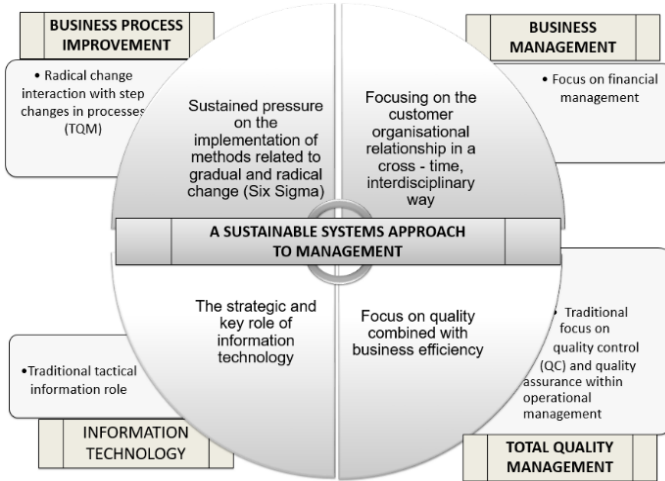 BUSINESS PROCESS
IMPROVEMENT
• Radical change
interaction with step
changes in processes
(TQM)
BUSINESS
MANAGEMENT
• Focus on financial
management
Sustained pressure
on the
implementation of
methods related to
gradual and radical
change (Six Sigma)
Focusing on the
customer
organisational
relationship in a
cross - time,
interdisciplinary
way
A SUSTAINABLE SYSTEMS APPROACH
TO MANAGEMENT
The strategic and
key role of
information
technology
Focus on quality
combined with
business efficiency
•Traditional tactical
information role
INFORMATION
TECHNOLOGY
• Traditional
focus on
quality control
(QC) and quality
assurance within
operational
management
TOTAL QUALITY
MANAGEMENT